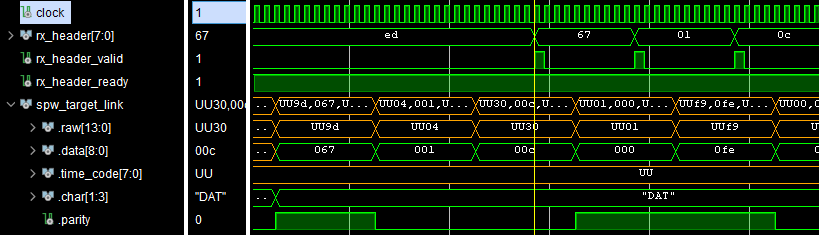 clock 1
rx_header[7:0] 67 ed 67 01 0c
rx_header_valid 1
rx_header_ready 1
spw_target_link UU30,00c .. UU9d,067,U... UU04,001,U... UU30,00c,U... UU01,000,U... UUf9,0fe,U... UU00,
.raw[13:0] UU30 .. UU9d UU04 UU30 UU01 UUf9
.data[8:0] 00c .. 067 001 00c 000 0fe
.time_code[7:0] UU UU
.char[1:3] "DAT" .. "DAT"
.parity 0